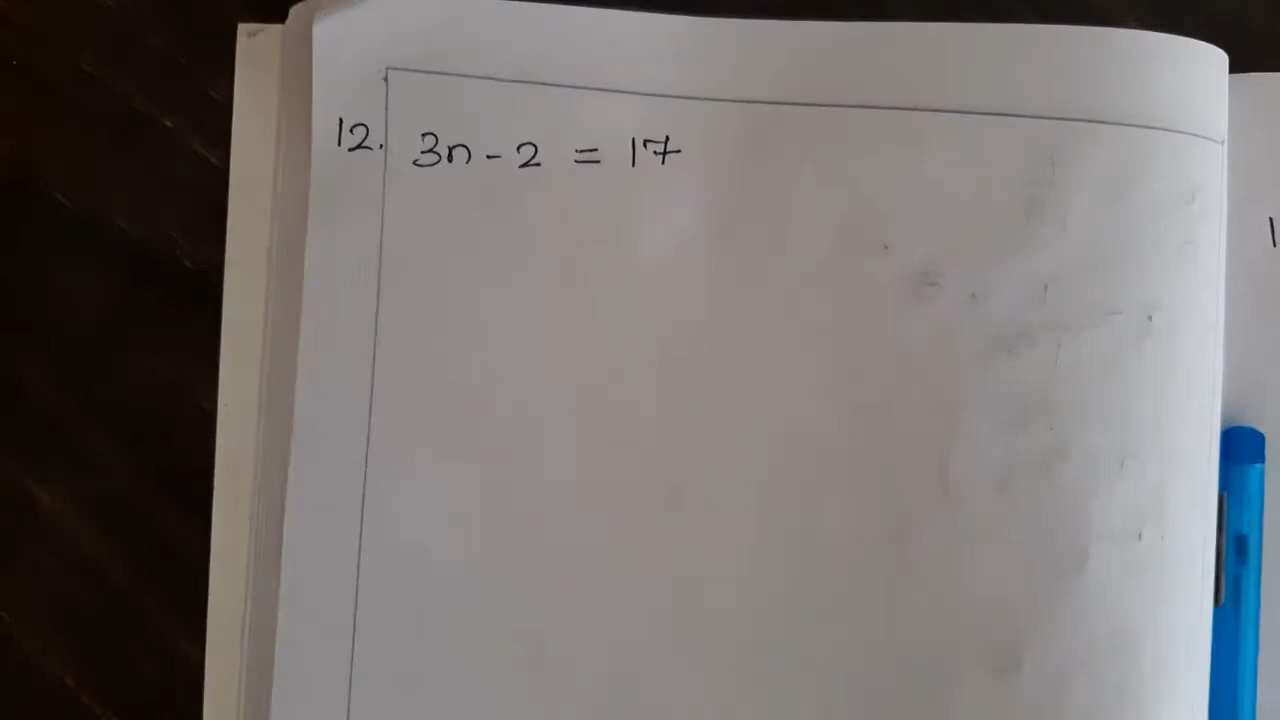 12. 3n - 2 = 17